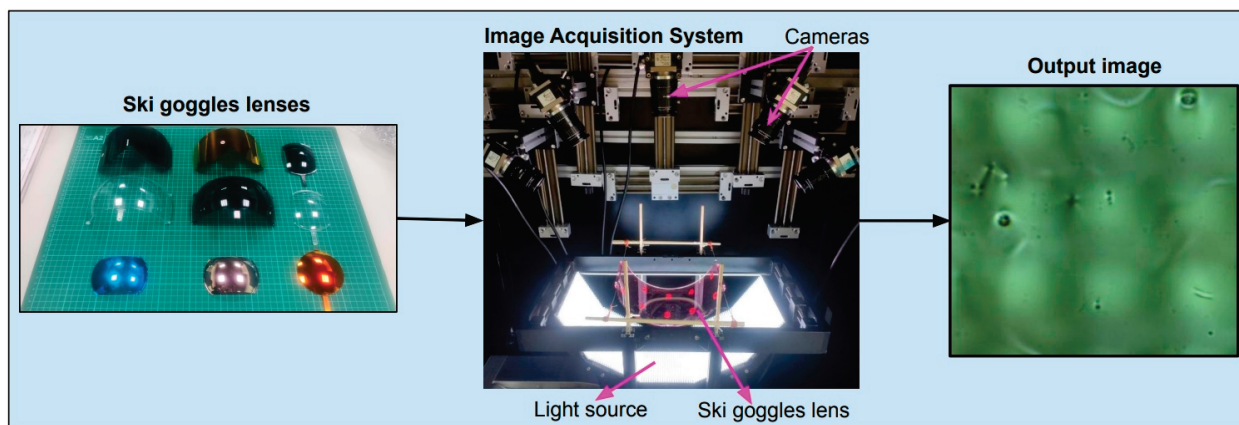 Image Acquisition System
Cameras
Ski goggles lenses
Output image
Light source
Ski goggles lens